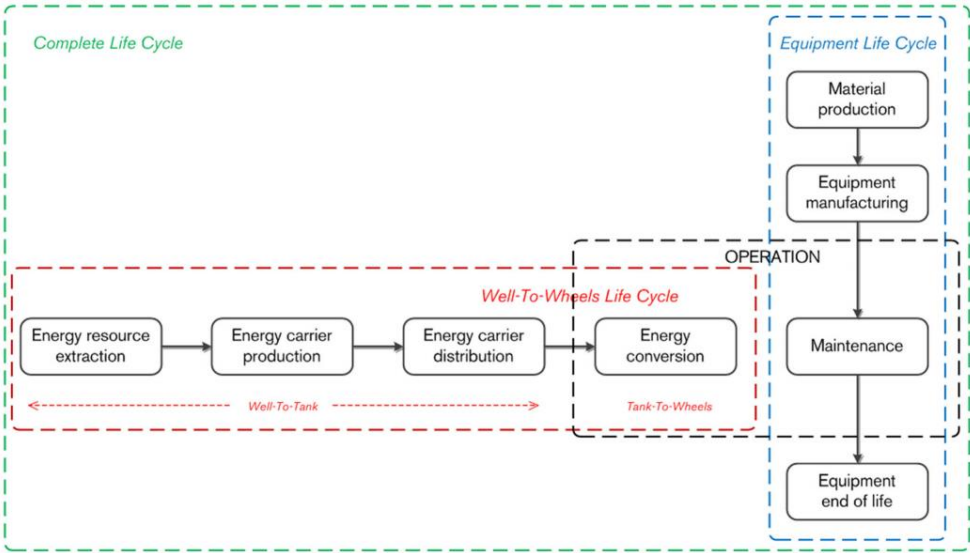 Complete Life Cycle
Equipment Life Cycle
Material
production
Equipment
manufacturing
OPERATION
Well-To-Wheels Life Cycle
Energy resource
extraction
Energy carrier
production
Energy carrier
distribution
Energy
conversion
Maintenance
Well-To-Tank
Tank-To-Wheels
Equipment
end of life